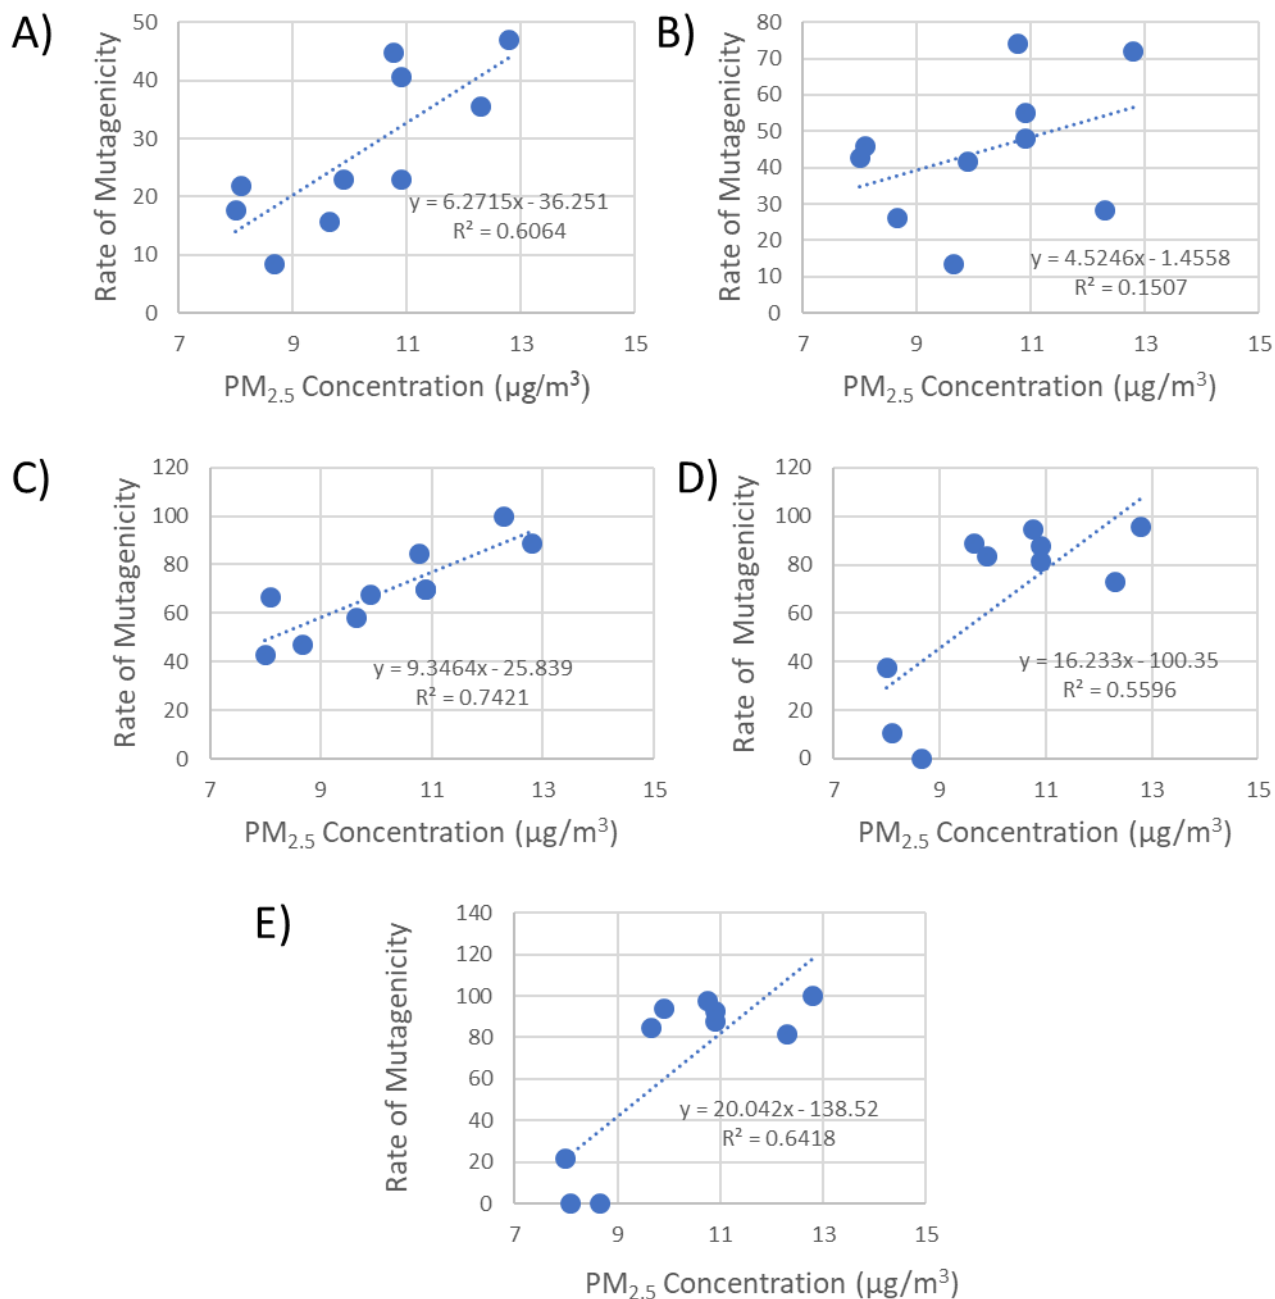 A)
50
40
30
20
10
0
Rate of Mutagenicity
y = 6.2715x - 36.251
R² = 0.6064
7 9 11 13 15
PM2.5 Concentration (µg/m³)
B)
80
70
60
50
40
30
20
10
0
Rate of Mutagenicity
y = 4.5246x - 1.4558
R² = 0.1507
7 9 11 13 15
PM2.5 Concentration (µg/m³)
C)
120
100
80
60
40
20
0
Rate of Mutagenicity
y = 9.3464x - 25.839
R² = 0.7421
7 9 11 13 15
PM2.5 Concentration (µg/m³)
D)
120
100
80
60
40
20
0
Rate of Mutagenicity
y = 16.233x - 100.35
R² = 0.5596
7 9 11 13 15
PM2.5 Concentration (µg/m³)
E)
140
120
100
80
60
40
20
0
Rate of Mutagenicity
y = 20.042x - 138.52
R² = 0.6418
7 9 11 13 15
PM2.5 Concentration (µg/m³)